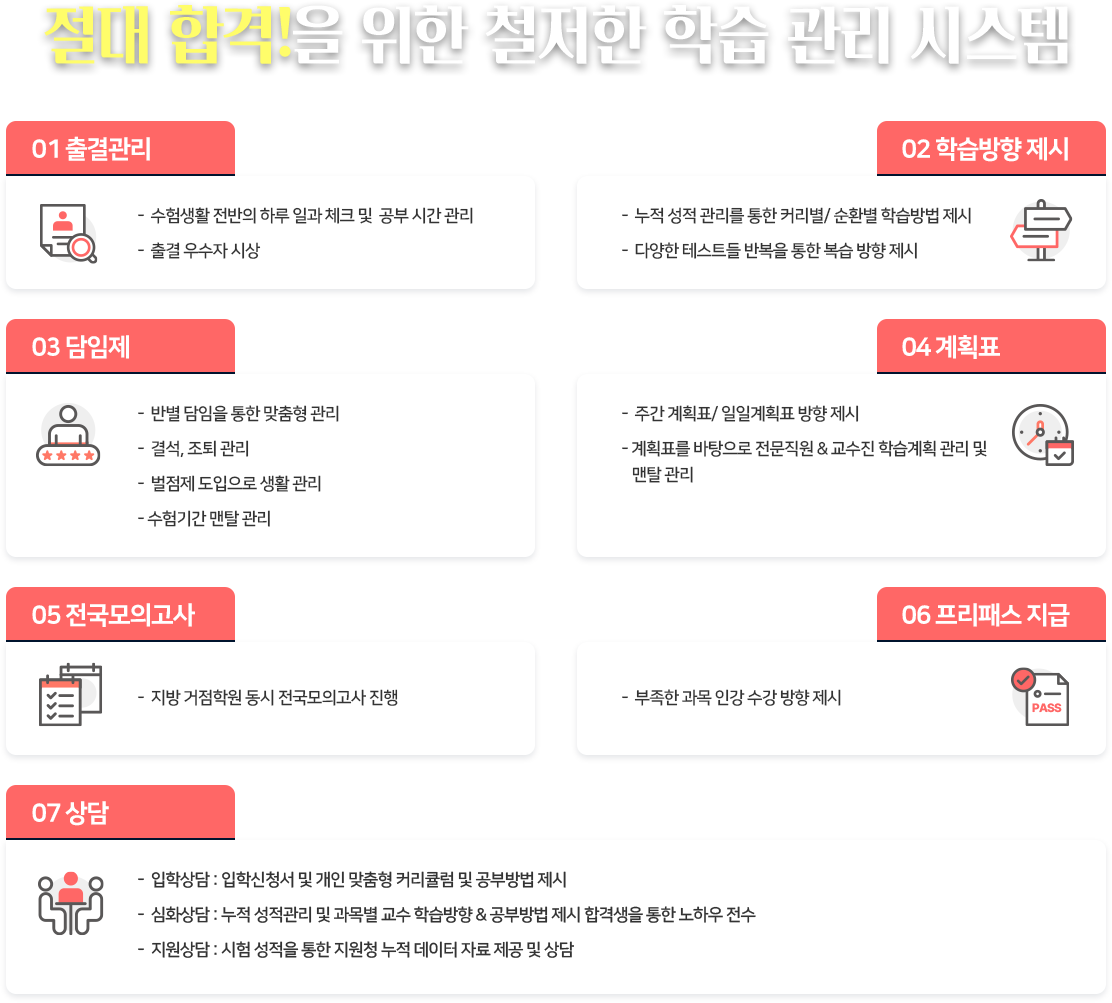 절대 합격!을 위한 철저한 학습 관리 시스템
01 출결관리
- 수험생활 전반의 하루 일과 체크 및 공부 시간 관리
- 출결 우수자 시상
02 학습방향 제시
- 누적 성적 관리를 통한 커리별/ 순환별 학습방법 제시
- 다양한 테스트들 반복을 통한 복습 방향 제시
03 담임제
- 반별 담임을 통한 맞춤형 관리
- 결석, 조퇴 관리
- 벌점제 도입으로 생활 관리
- 수험기간 맨탈 관리
04 계획표
- 주간 계획표/ 일일계획표 방향 제시
- 계획표를 바탕으로 전문직원 & 교수진 학습계획 관리 및
맨탈 관리
05 전국모의고사
- 지방 거점학원 동시 전국모의고사 진행
06 프리패스 지급
- 부족한 과목 인강 수강 방향 제시
PASS
07 상담
- 입학상담 : 입학신청서 및 개인 맞춤형 커리큘럼 및 공부방법 제시
- 심화상담 : 누적 성적관리 및 과목별 교수 학습방향 & 공부방법 제시 합격생을 통한 노하우 전수
- 지원상담 : 시험 성적을 통한 지원청 누적 데이터 자료 제공 및 상담